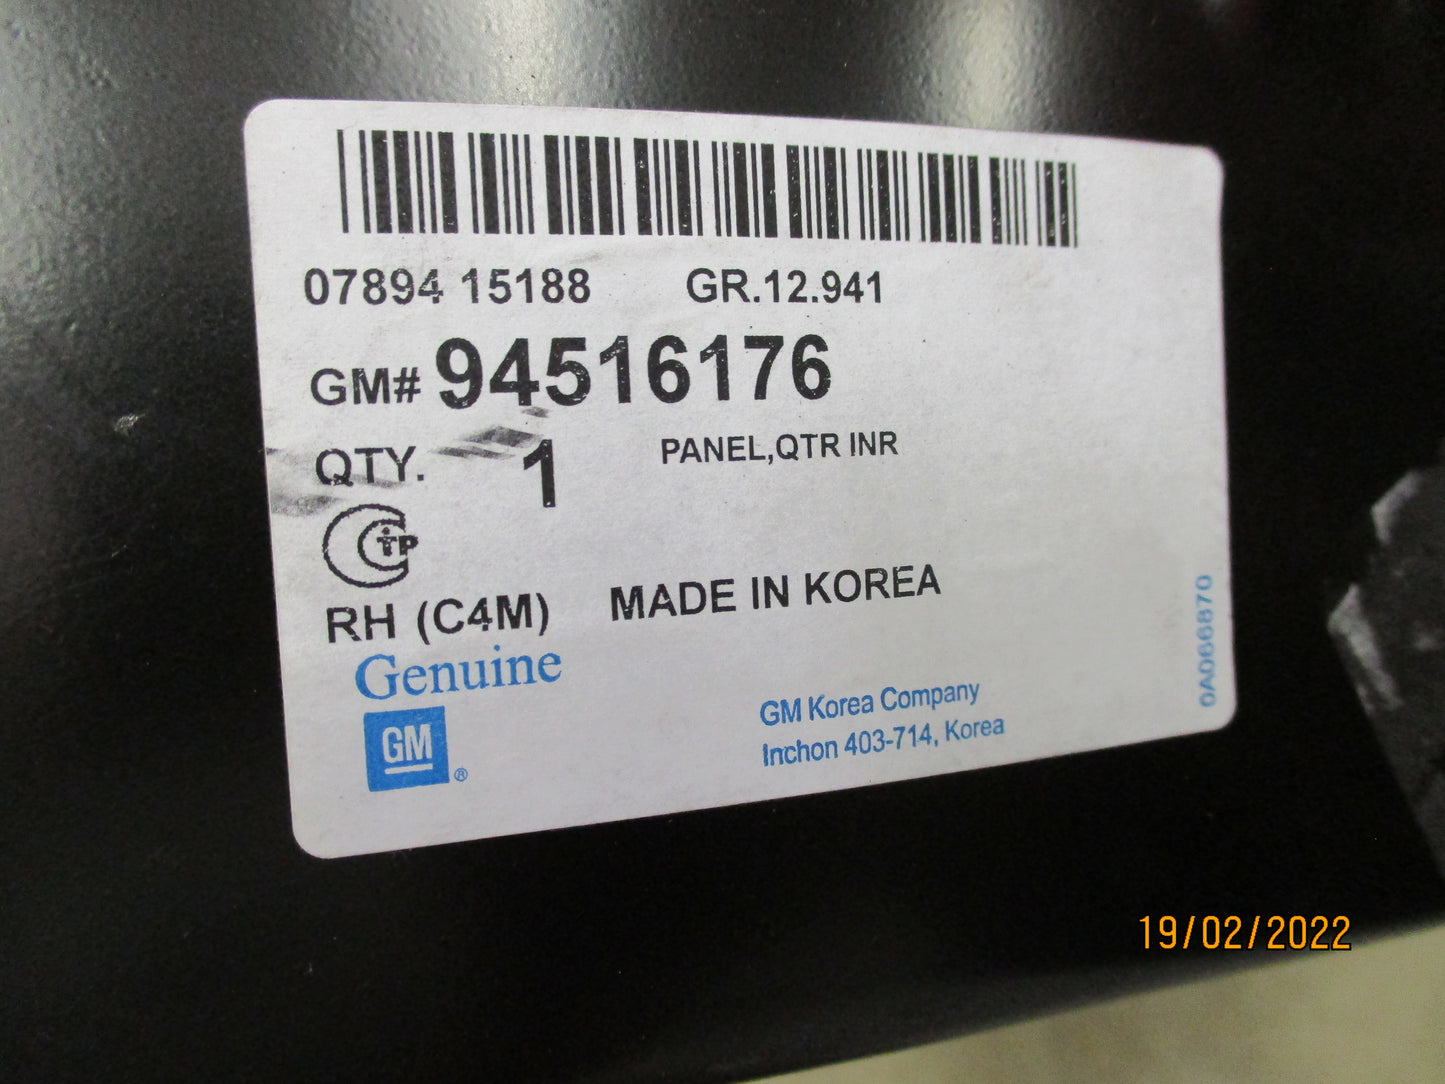 07894 15188 GR.12.941
GM# 94516176
QTY. 1 PANEL,QTR INR
RH (C4M) MADE IN KOREA
Genuine
GM ®
GM Korea Company
Inchon 403-714, Korea
0A066870
19/02/2022